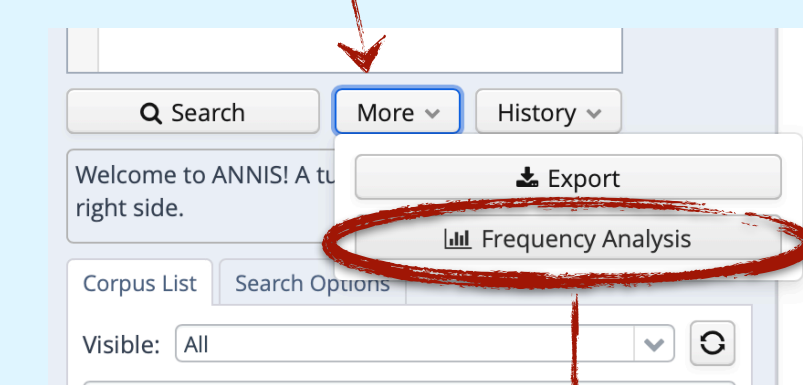 Search
More
History
Welcome to ANNIS! A tu
right side.
Export
Frequency Analysis
Corpus List
Search Options
Visible:
All